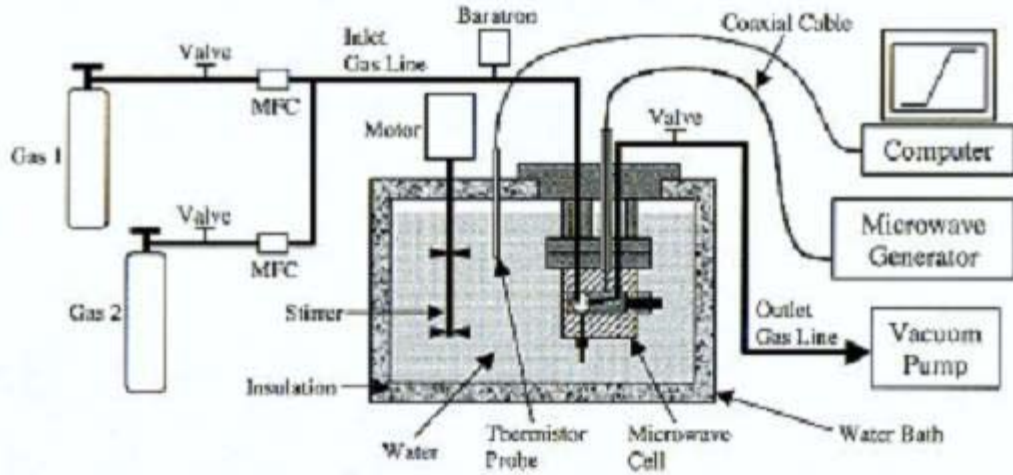 Baratron
Coaxial Cable
Valve
Inlet
Gas Line
MFC
Motor
Valve
Gas 1
Computer
Valve
MFC
Microwave
Generator
Gas 2
Stirrer
Outlet
Gas Line
Vacuum
Pump
Insulation
Water
Thermistor
Probe
Microwave
Cell
Water Bath